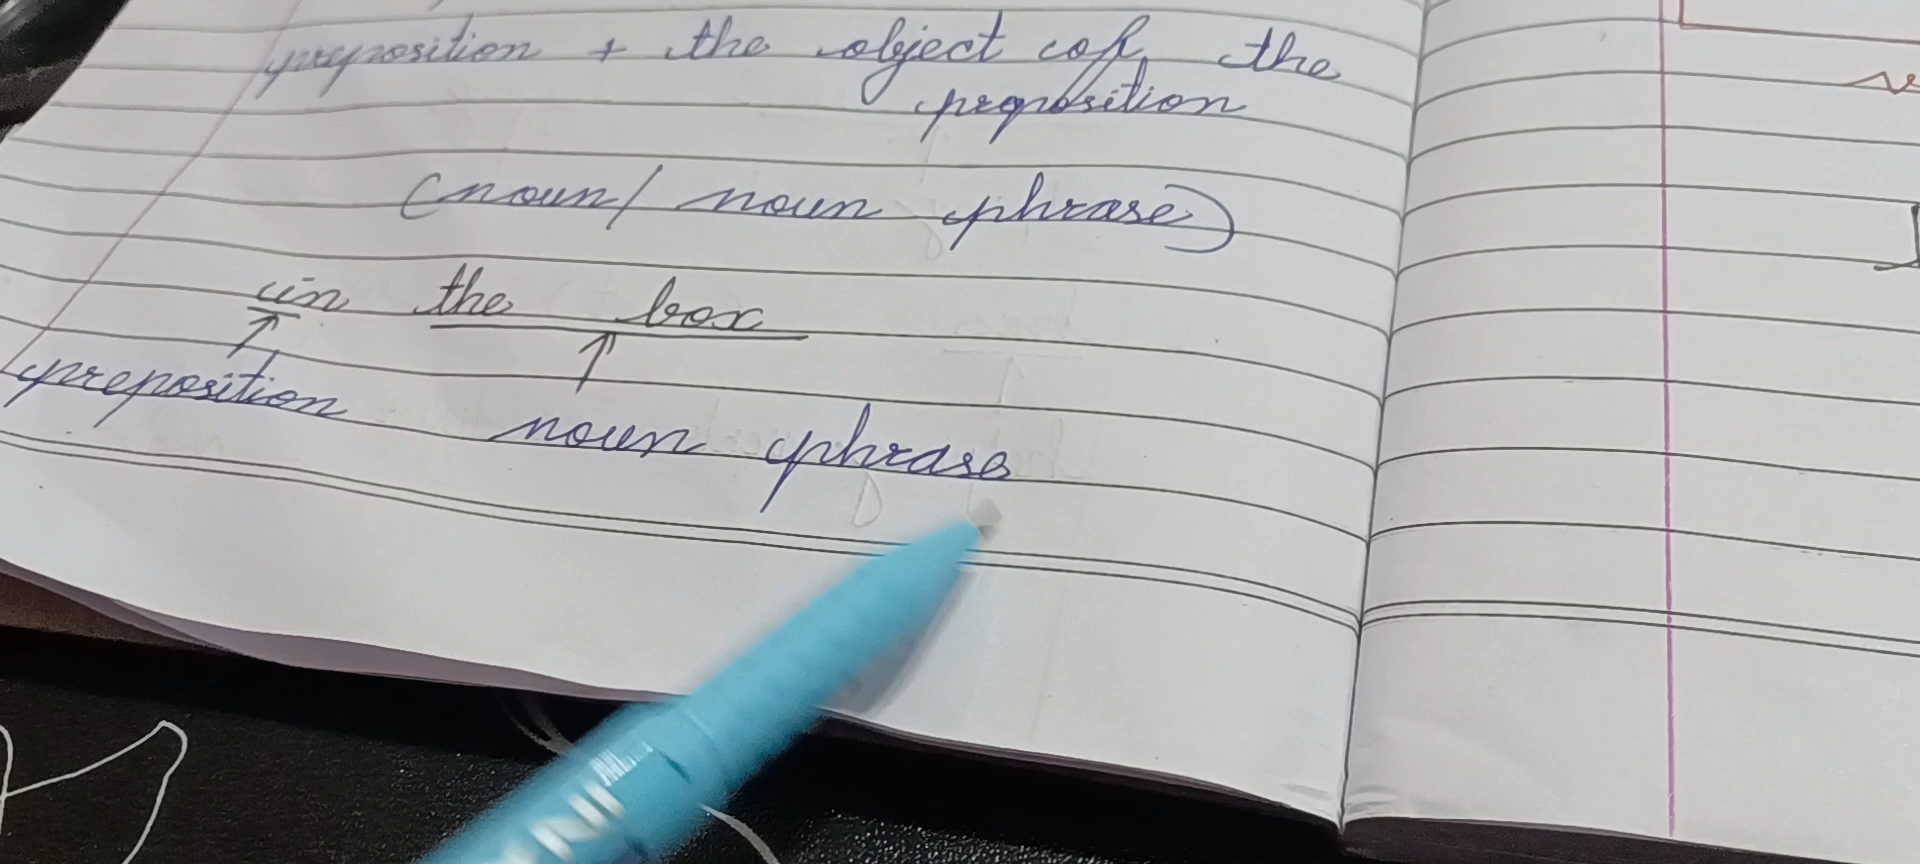 preposition + the object of the
preposition
(noun/ noun phrase)
in the box
preposition noun phrase